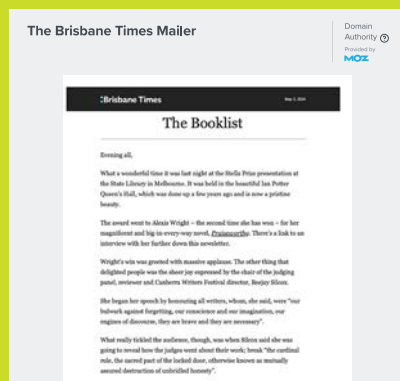 The Brisbane Times Mailer
Domain
Authority ?
Provided by
MOZ
Brisbane Times
May 3, 2024
The Booklist
Evening all,
What a wonderful time it was last night at the Stella Prize presentation at
the State Library in Melbourne. It was held in the beautiful Ian Potter
Queen's Hall, which was done up a few years ago and is now a pristine
beauty.
The award went to Alexis Wright – the second time she has won – for her
magnificent and big-in-every-way novel, Praiseworthy. There's a link to an
interview with her further down this newsletter.
Wright's win was greeted with massive applause. The other thing that
delighted people was the sheer joy expressed by the chair of the judging
panel, reviewer and Canberra Writers Festival director, Beejay Silcox.
She began her speech by honouring all writers, whom, she said, were "our
bulwark against forgetting, our conscience and our imagination, our
engines of discourse, they are brave and they are necessary".
What really tickled the audience, though, was when Silcox said she was
going to reveal how the judges went about their work; break "the cardinal
rule, the sacred part of the locked door, otherwise known as mutually
assured destruction of unbridled honesty".